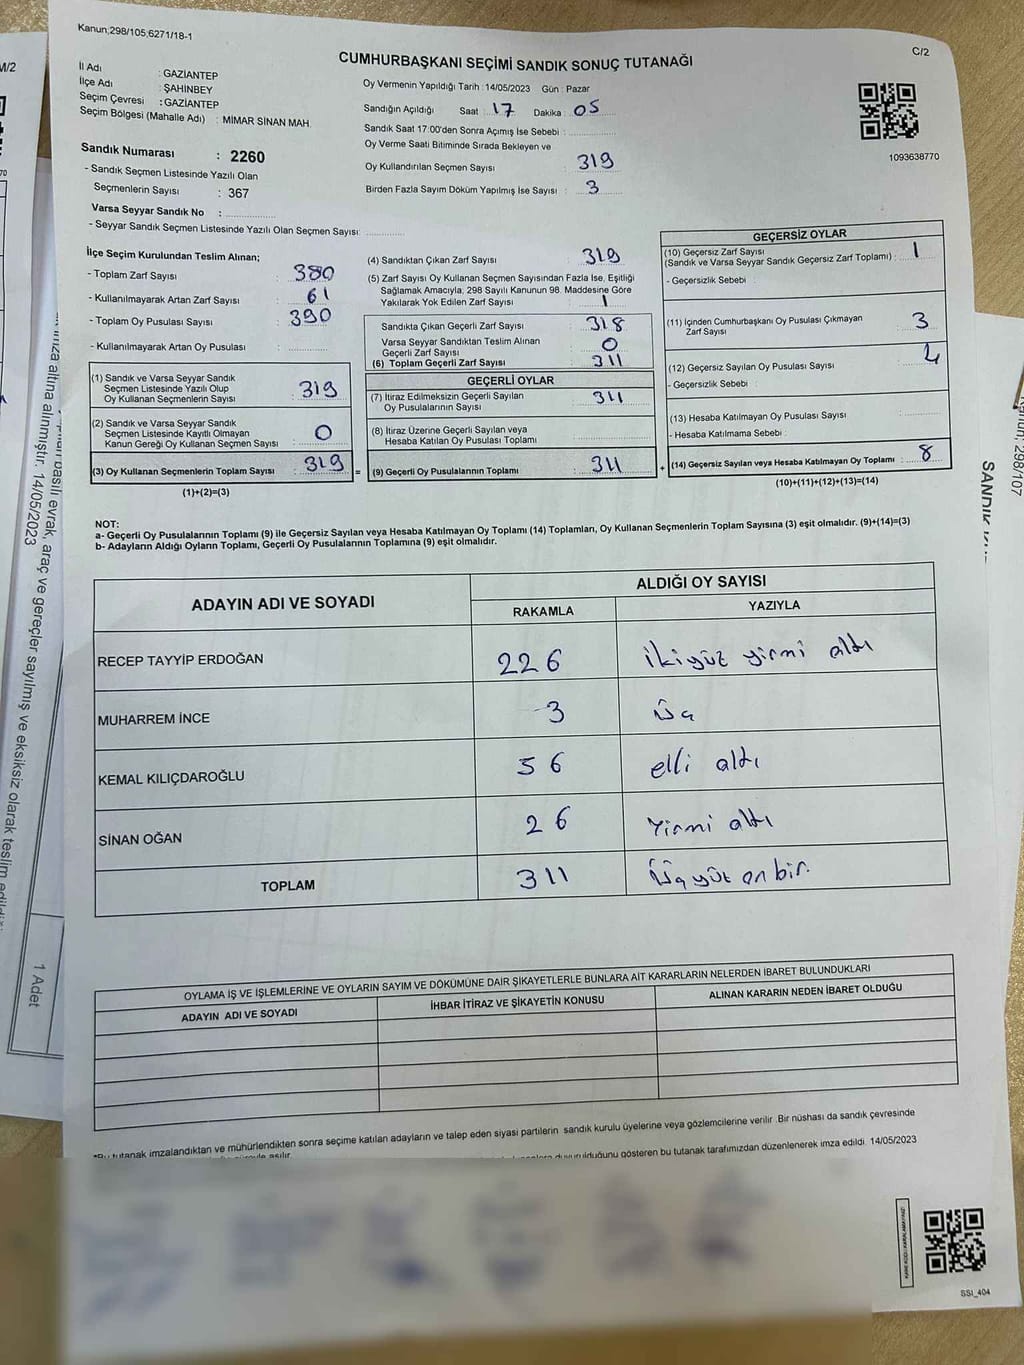 Kanun;298/105;6271/18-1
C/2
CUMHURBAŞKANI SEÇİMİ SANDIK SONUÇ TUTANAĞI
İl Adı : GAZİANTEP
İlçe Adı : ŞAHİNBEY
Seçim Çevresi : GAZİANTEP
Seçim Bölgesi (Mahalle Adı) : MİMAR SİNAN MAH.
Sandık Numarası : 2260
- Sandık Seçmen Listesinde Yazılı Olan
Seçmenlerin Sayısı : 367
Varsa Seyyar Sandık No :
- Seyyar Sandık Seçmen Listesinde Yazılı Olan Seçmen Sayısı:
Oy Vermenin Yapıldığı Tarih : 14/05/2023 Gün : Pazar
Sandığın Açıldığı Saat : 17 Dakika : 05
Sandık Saat 17:00'den Sonra Açımış İse Sebebi :
Oy Verme Saati Bitiminde Sırada Bekleyen ve
Oy Kullandırılan Seçmen Sayısı : 319
Birden Fazla Sayım Döküm Yapılmış İse Sayısı : 3
1093638770
İlçe Seçim Kurulundan Teslim Alınan;
- Toplam Zarf Sayısı : 380
- Kullanılmayarak Artan Zarf Sayısı : 61
- Toplam Oy Pusulası Sayısı : 390
- Kullanılmayarak Artan Oy Pusulası :
(1) Sandık ve Varsa Seyyar Sandık
Seçmen Listesinde Yazılı Olup
Oy Kullanan Seçmenlerin Sayısı : 319
(2) Sandık ve Varsa Seyyar Sandık
Seçmen Listesinde Kayıtlı Olmayan
Kanun Gereği Oy Kullanan Seçmen Sayısı : 0
(3) Oy Kullanan Seçmenlerin Toplam Sayısı : 319 =
(1)+(2)=(3)
(4) Sandıktan Çıkan Zarf Sayısı : 319
(5) Zarf Sayısı Oy Kullanan Seçmen Sayısından Fazla İse, Eşitliği
Sağlamak Amacıyla, 298 Sayılı Kanunun 98. Maddesine Göre
Yakılarak Yok Edilen Zarf Sayısı : 1
Sandıkta Çıkan Geçerli Zarf Sayısı : 318
Varsa Seyyar Sandıktan Teslim Alınan
Geçerli Zarf Sayısı : 0
(6) Toplam Geçerli Zarf Sayısı : 311
GEÇERLİ OYLAR
(7) İtiraz Edilmeksizin Geçerli Sayılan
Oy Pusulalarının Sayısı : 311
(8) İtiraz Üzerine Geçerli Sayılan veya
Hesaba Katılan Oy Pusulası Toplamı :
(9) Geçerli Oy Pusulalarının Toplamı : 311 +
GEÇERSİZ OYLAR
(10) Geçersiz Zarf Sayısı
(Sandık ve Varsa Seyyar Sandık Geçersiz Zarf Toplamı) : 1
- Geçersizlik Sebebi
(11) İçinden Cumhurbaşkanı Oy Pusulası Çıkmayan
Zarf Sayısı : 3
(12) Geçersiz Sayılan Oy Pusulası Sayısı : 4
- Geçersizlik Sebebi :
(13) Hesaba Katılmayan Oy Pusulası Sayısı :
- Hesaba Katılmama Sebebi :
(14) Geçersiz Sayılan veya Hesaba Katılmayan Oy Toplamı : 8
(10)+(11)+(12)+(13)=(14)
NOT:
a- Geçerli Oy Pusulalarının Toplamı (9) ile Geçersiz Sayılan veya Hesaba Katılmayan Oy Toplamı (14) Toplamları, Oy Kullanan Seçmenlerin Toplam Sayısına (3) eşit olmalıdır. (9)+(14)=(3)
b- Adayların Aldığı Oyların Toplamı, Geçerli Oy Pusulalarının Toplamına (9) eşit olmalıdır.
ADAYIN ADI VE SOYADI
ALDIĞI OY SAYISI
RAKAMLA YAZIYLA
RECEP TAYYİP ERDOĞAN 226 ikiyüz yirmi altı
MUHARREM İNCE 3 üç
KEMAL KILIÇDAROĞLU 56 elli altı
SİNAN OĞAN 26 Yirmi altı
TOPLAM 311 Üçyüz onbir.
OYLAMA İŞ VE İŞLEMLERİNE VE OYLARIN SAYIM VE DÖKÜMÜNE DAİR ŞİKAYETLERLE BUNLARA AİT KARARLARIN NELERDEN İBARET BULUNDUKLARI
ADAYIN ADI VE SOYADI İHBAR İTİRAZ VE ŞİKAYETİN KONUSU ALINAN KARARIN NEDEN İBARET OLDUĞU
*Bu tutanak imzalandıktan ve mühürlendikten sonra seçime katılan adayların ve talep eden siyasi partilerin sandık kurulu üyelerine veya gözlemcilerine verilir. Bir nüshası da sandık çevresinde
asılır. duyurulduğunu gösteren bu tutanak tarafımızdan düzenlenerek imza edildi. 14/05/2023
SSI_404
M/2
imza altına alınmıştır. 14/05/2023
basılı evrak, araç ve gereçler sayılmış ve eksiksiz olarak teslim
1 Adet
298/107
SANDIK